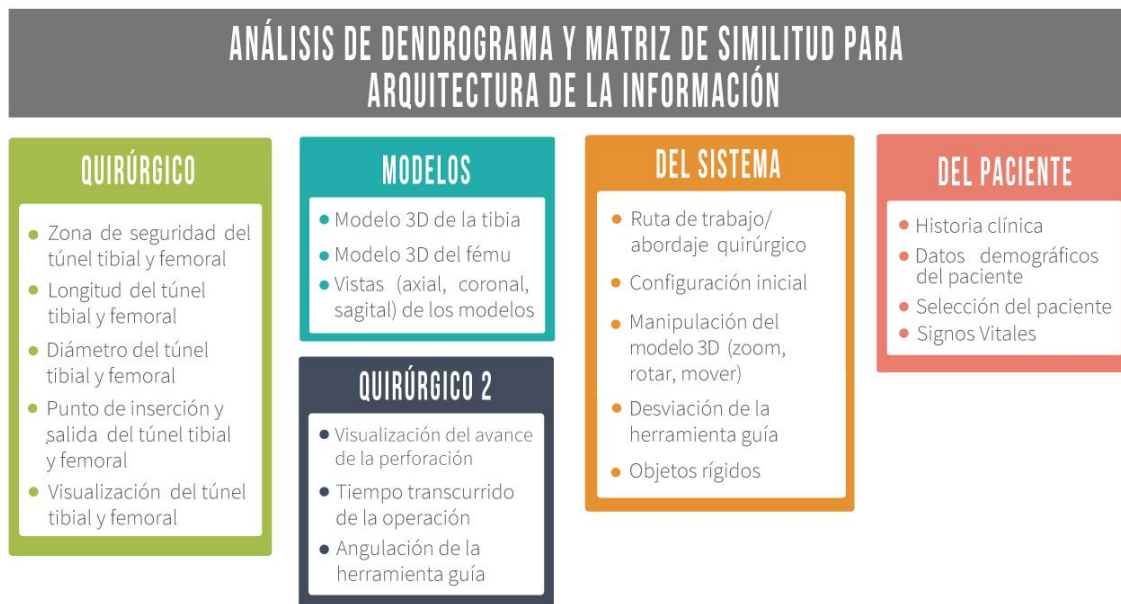 ANÁLISIS DE DENDROGRAMA Y MATRIZ DE SIMILITUD PARA
ARQUITECTURA DE LA INFORMACIÓN
QUIRÚRGICO
Zona de seguridad del
túnel tibial y femoral
Longitud del túnel
tibial y femoral
Diámetro del túnel
tibial y femoral
Punto de inserción y
salida del túnel tibial
y femoral
Visualización del túnel
tibial y femoral
MODELOS
Modelo 3D de la tibia
Modelo 3D del fému
Vistas (axial, coronal,
sagital) de los modelos
QUIRÚRGICO 2
Visualización del avance
de la perforación
Tiempo transcurrido
de la operación
Angulación de la
herramienta guía
DEL SISTEMA
Ruta de trabajo/
abordaje quirúrgico
Configuración inicial
Manipulación del
modelo 3D (zoom,
rotar, mover)
Desviación de la
herramienta guía
Objetos rígidos
DEL PACIENTE
Historia clínica
Datos demográficos
del paciente
Selección del paciente
Signos Vitales